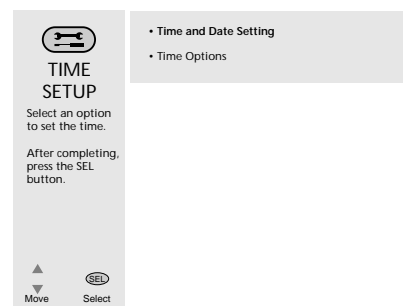 TIME
SETUP
Select an option
to set the time.
After completing,
press the SEL
button.
SEL
Move Select
• Time and Date Setting
• Time Options